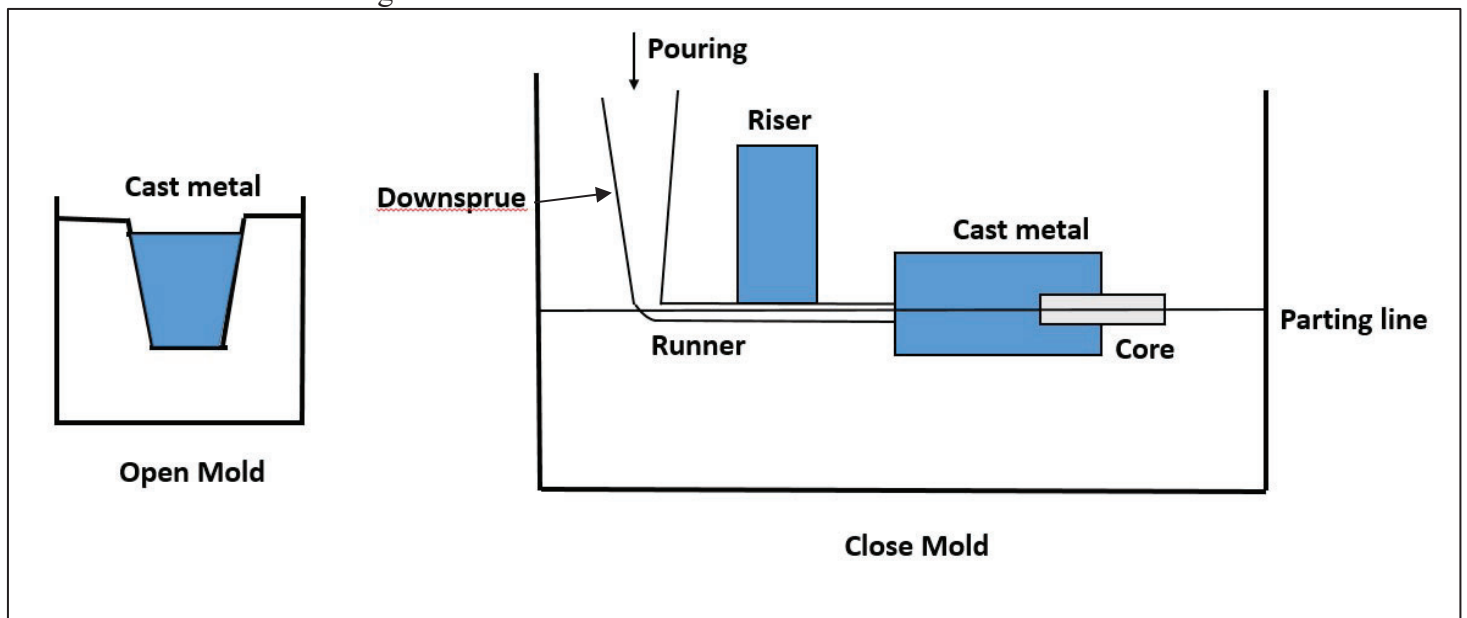 Pouring
Riser
Cast metal
Downsprue
Cast metal
Parting line
Runner
Core
Open Mold
Close Mold